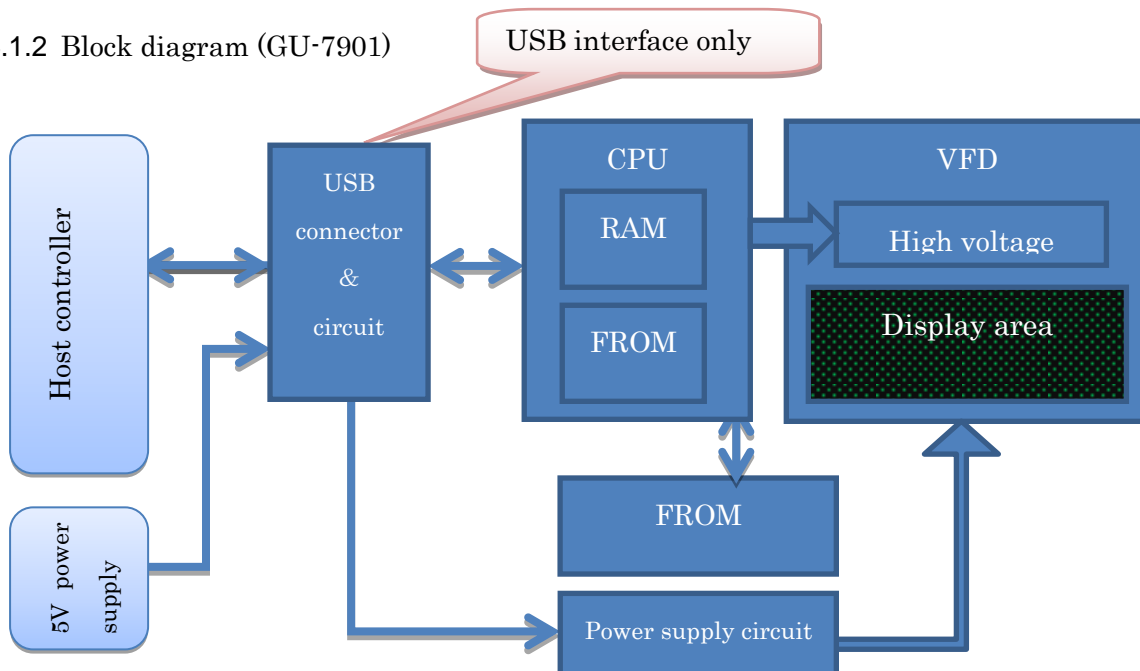 .1.2 Block diagram (GU-7901)
USB interface only
Host controller
5V power
supply
USB
connector
&
circuit
CPU
RAM
FROM
VFD
High voltage
Display area
FROM
Power supply circuit